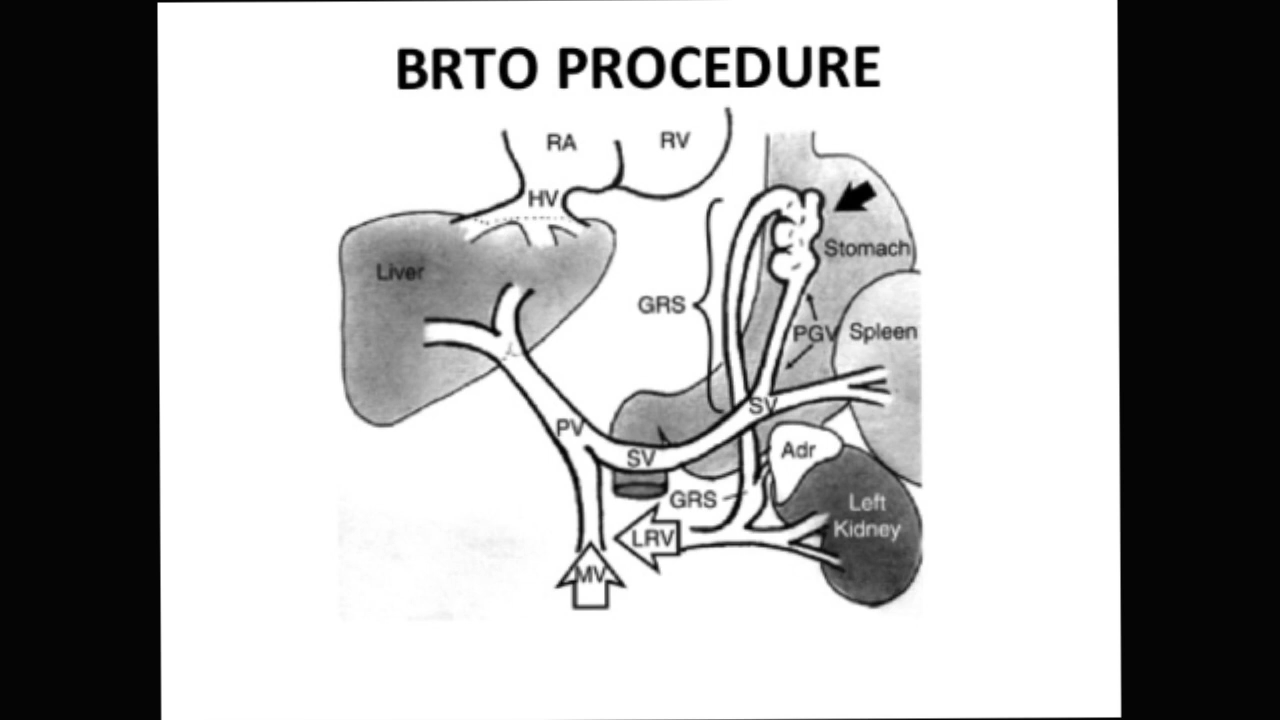 BRTO PROCEDURE
RA
RV
HV
Liver
Stomach
GRS
PGV
Spleen
SV
PV
SV
Adr
GRS
Left
Kidney
LRV
MV